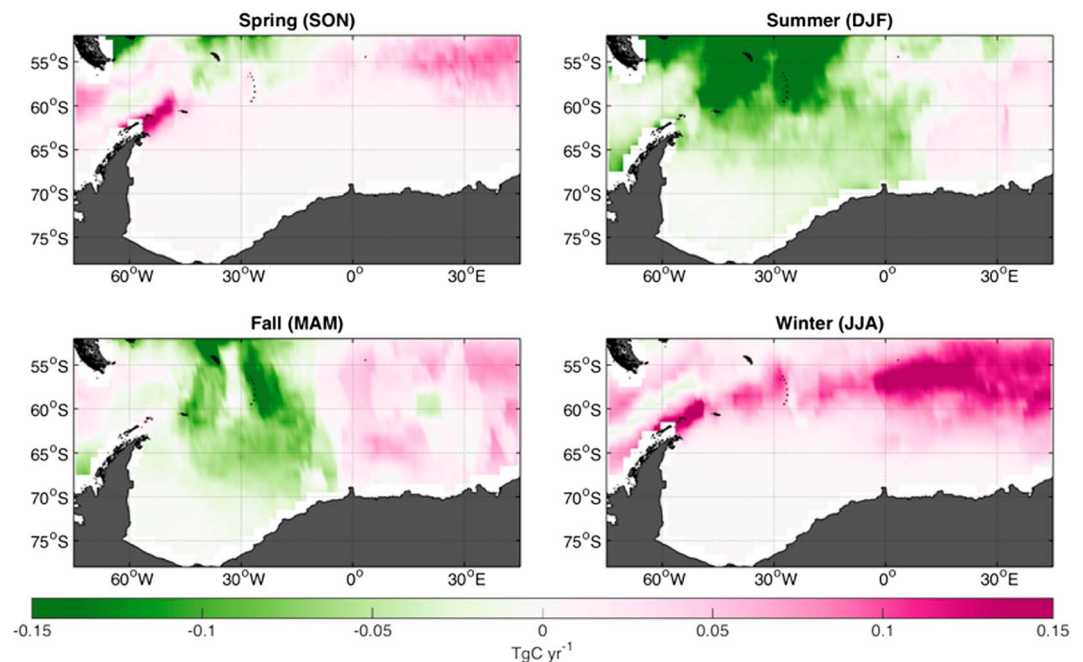 Spring (SON)
Summer (DJF)
55°S
60°S
65°S
70°S
75°S
60°W 30°W 0° 30°E
55°S
60°S
65°S
70°S
75°S
60°W 30°W 0° 30°E
Fall (MAM)
Winter (JJA)
55°S
60°S
65°S
70°S
75°S
60°W 30°W 0° 30°E
55°S
60°S
65°S
70°S
75°S
60°W 30°W 0° 30°E
-0.15 -0.1 -0.05 0 0.05 0.1 0.15
TgC yr⁻¹